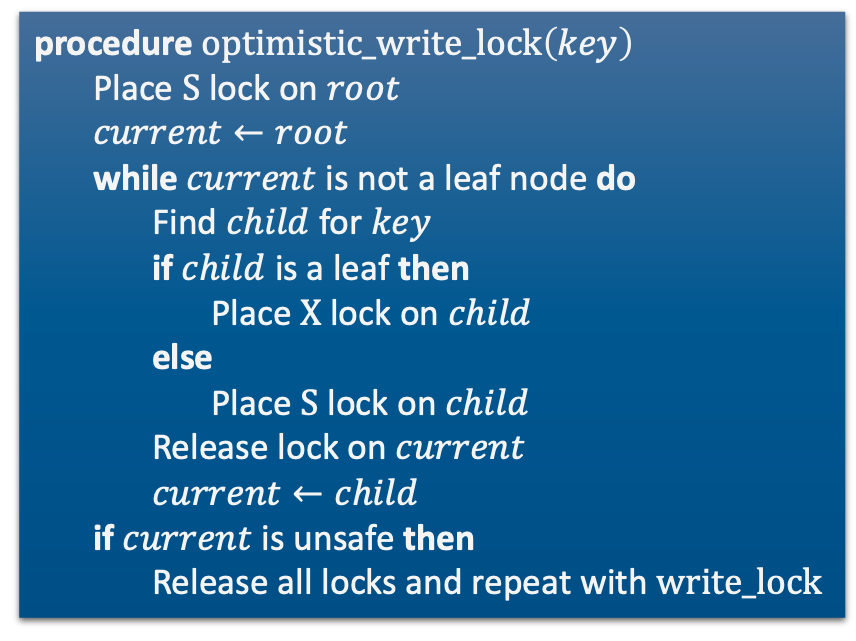 procedure optimistic_write_lock(key)
Place S lock on root
current ← root
while current is not a leaf node do
Find child for key
if child is a leaf then
Place X lock on child
else
Place S lock on child
Release lock on current
current ← child
if current is unsafe then
Release all locks and repeat with write_lock